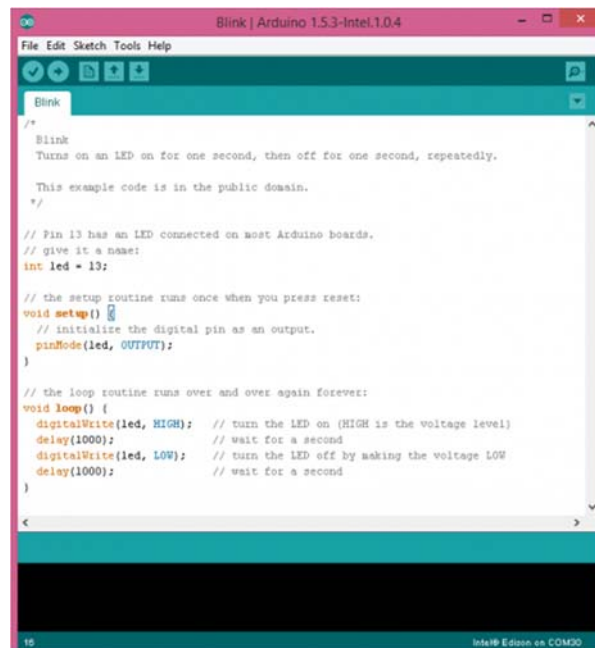 Blink | Arduino 1.5.3-Intel.1.0.4
File Edit Sketch Tools Help
Blink
/*
  Blink
  Turns on an LED on for one second, then off for one second, repeatedly.

  This example code is in the public domain.
 */

// Pin 13 has an LED connected on most Arduino boards.
// give it a name:
int led = 13;

// the setup routine runs once when you press reset:
void setup() {
  // initialize the digital pin as an output.
  pinMode(led, OUTPUT);
}

// the loop routine runs over and over again forever:
void loop() {
  digitalWrite(led, HIGH);   // turn the LED on (HIGH is the voltage level)
  delay(1000);               // wait for a second
  digitalWrite(led, LOW);    // turn the LED off by making the voltage LOW
  delay(1000);               // wait for a second
}
16 Intel® Edison on COM30